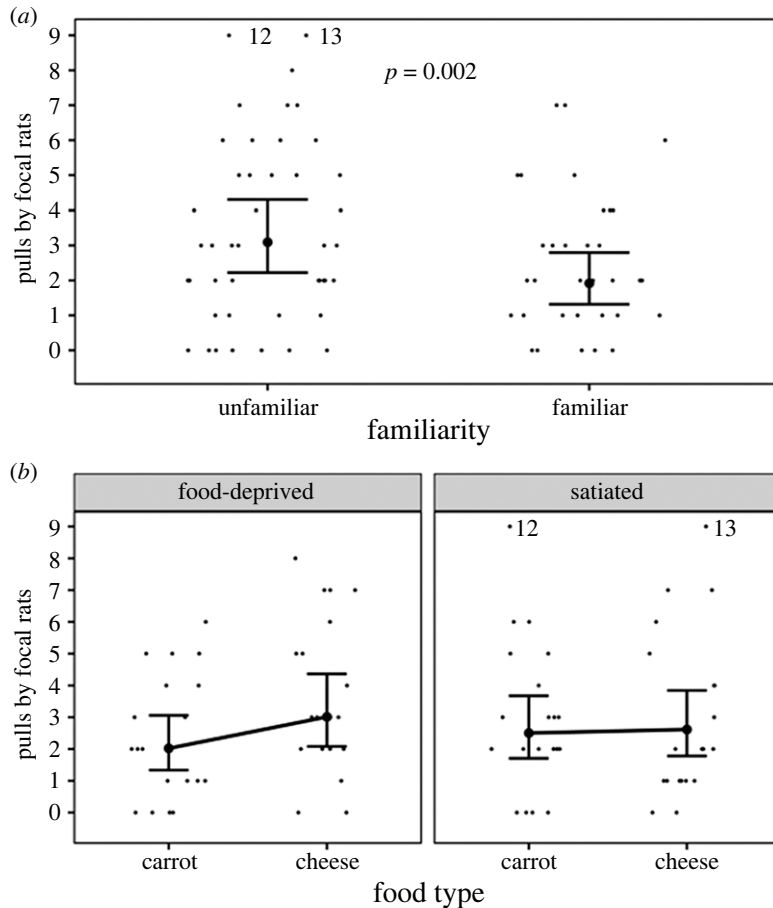 (a)
9
8
7
6
5
4
3
2
1
0
pulls by focal rats
12 13
p = 0.002
unfamiliar familiar
familiarity
(b)
food-deprived satiated
9
8
7
6
5
4
3
2
1
0
pulls by focal rats
12 13
carrot cheese carrot cheese
food type